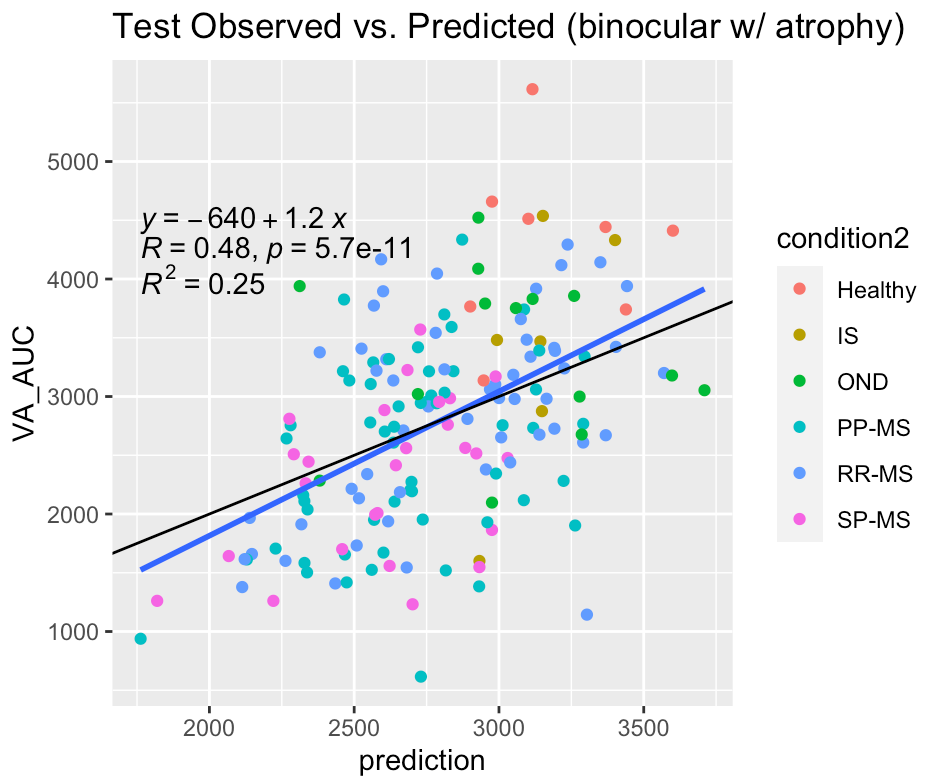 Test Observed vs. Predicted (binocular w/ atrophy)
5000
4000
3000
2000
1000
VA_AUC
y = −640 + 1.2 x
R = 0.48, p = 5.7e-11
R² = 0.25
2000 2500 3000 3500
prediction
condition2
Healthy
IS
OND
PP-MS
RR-MS
SP-MS